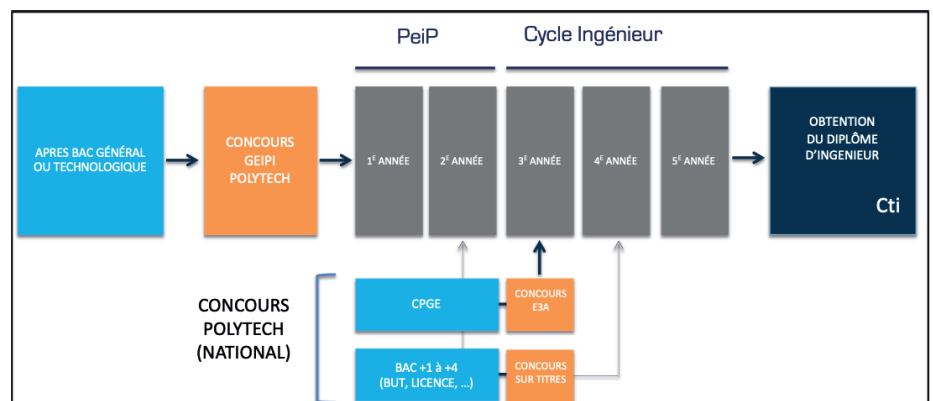 PeiP
Cycle Ingénieur
APRES BAC GÉNÉRAL
OU TECHNOLOGIQUE
CONCOURS
GEIPI
POLYTECH
1E ANNÉE
2E ANNÉE
3E ANNÉE
4E ANNÉE
5E ANNÉE
OBTENTION
DU DIPLÔME
D'INGENIEUR
Cti
CONCOURS
POLYTECH
(NATIONAL)
CPGE
CONCOURS
E3A
BAC +1 à +4
(BUT, LICENCE, ...)
CONCOURS
SUR TITRES